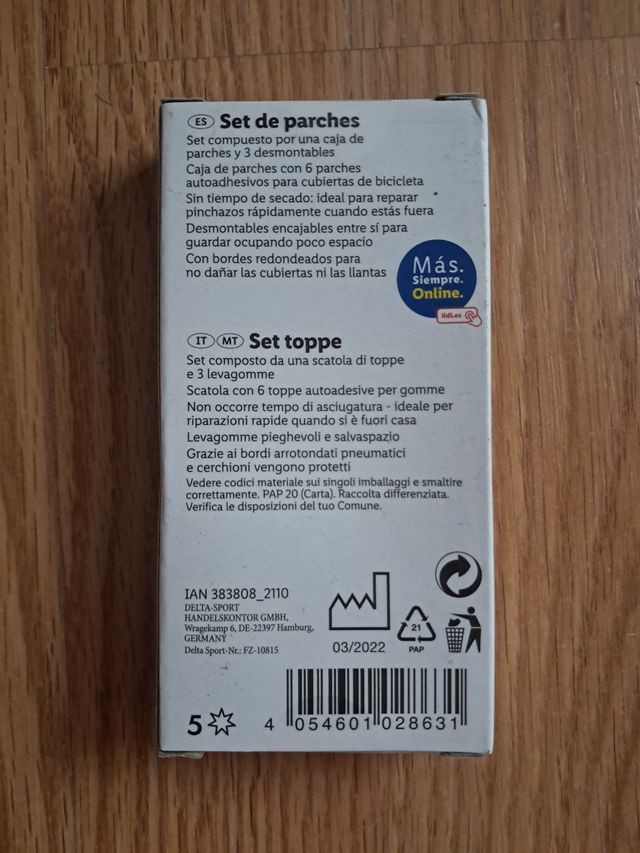 ES Set de parches
Set compuesto por una caja de
parches y 3 desmontables
Caja de parches con 6 parches
autoadhesivos para cubiertas de bicicleta
Sin tiempo de secado: ideal para reparar
pinchazos rápidamente cuando estás fuera
Desmontables encajables entre sí para
guardar ocupando poco espacio
Con bordes redondeados para
no dañar las cubiertas ni las llantas
Más.
Siempre.
Online.
lidl.es
IT MT Set toppe
Set composto da una scatola di toppe
e 3 levagomme
Scatola con 6 toppe autoadesive per gomme
Non occorre tempo di asciugatura - ideale per
riparazioni rapide quando si è fuori casa
Levagomme pieghevoli e salvaspazio
Grazie ai bordi arrotondati pneumatici
e cerchioni vengono protetti
Vedere codici materiale sui singoli imballaggi e smaltire
correttamente. PAP 20 (Carta). Raccolta differenziata.
Verifica le disposizioni del tuo Comune.
IAN 383808_2110
DELTA-SPORT
HANDELSKONTOR GMBH,
Wragekamp 6, DE-22397 Hamburg,
GERMANY
Delta Sport-Nr.: FZ-10815
03/2022
21
PAP
5
4 054601 028631